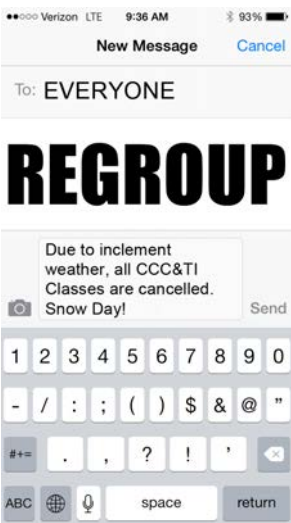 Verizon LTE 9:36 AM 93%
New Message Cancel
To: EVERYONE
REGROUP
Due to inclement
weather, all CCC&TI
Classes are cancelled.
Snow Day!
Send
1 2 3 4 5 6 7 8 9 0
- / : ; ( ) $ & @ "
#+= . , ? ! '
ABC space return